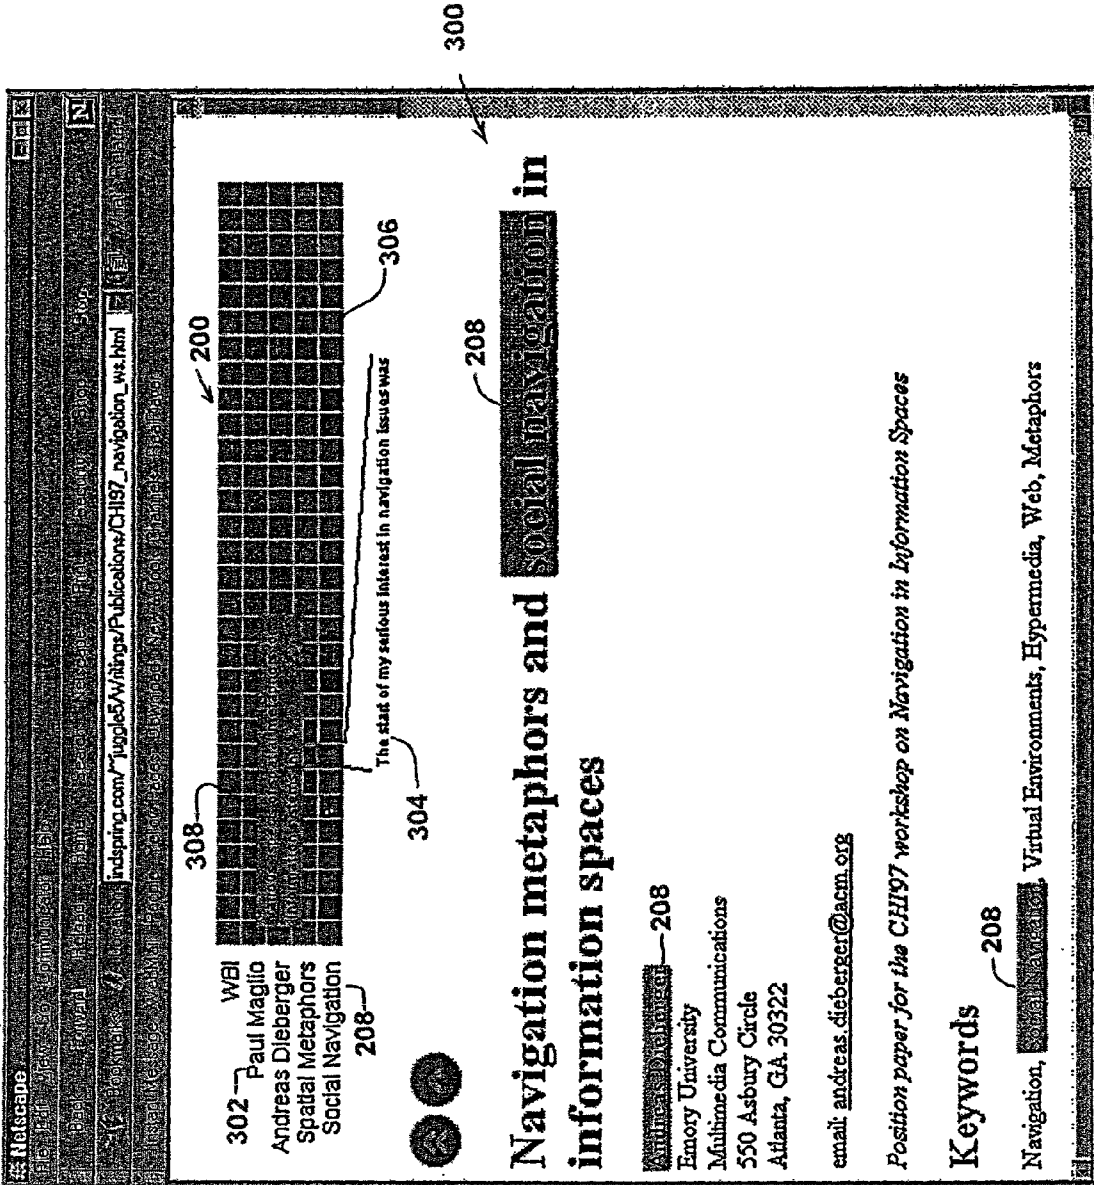 Netscape
indspring.com/~juggle5/Writings/Publications/CHI97_navigation_ws.html
N
300
200
308
302
WBI
Paul Maglio
Andreas Dieberger
Spatial Metaphors
Social Navigation
208
306
The start of my serious interest in navigation issues was
304
208
Navigation metaphors and social navigation in
information spaces
Andreas Dieberger
208
Emory University
Multimedia Communications
550 Asbury Circle
Atlanta, GA 30322
email: andreas.dieberger@acm.org
Position paper for the CHI97 workshop on Navigation in Information Spaces
Keywords
208
Navigation, Social Navigation, Virtual Environments, Hypermedia, Web, Metaphors